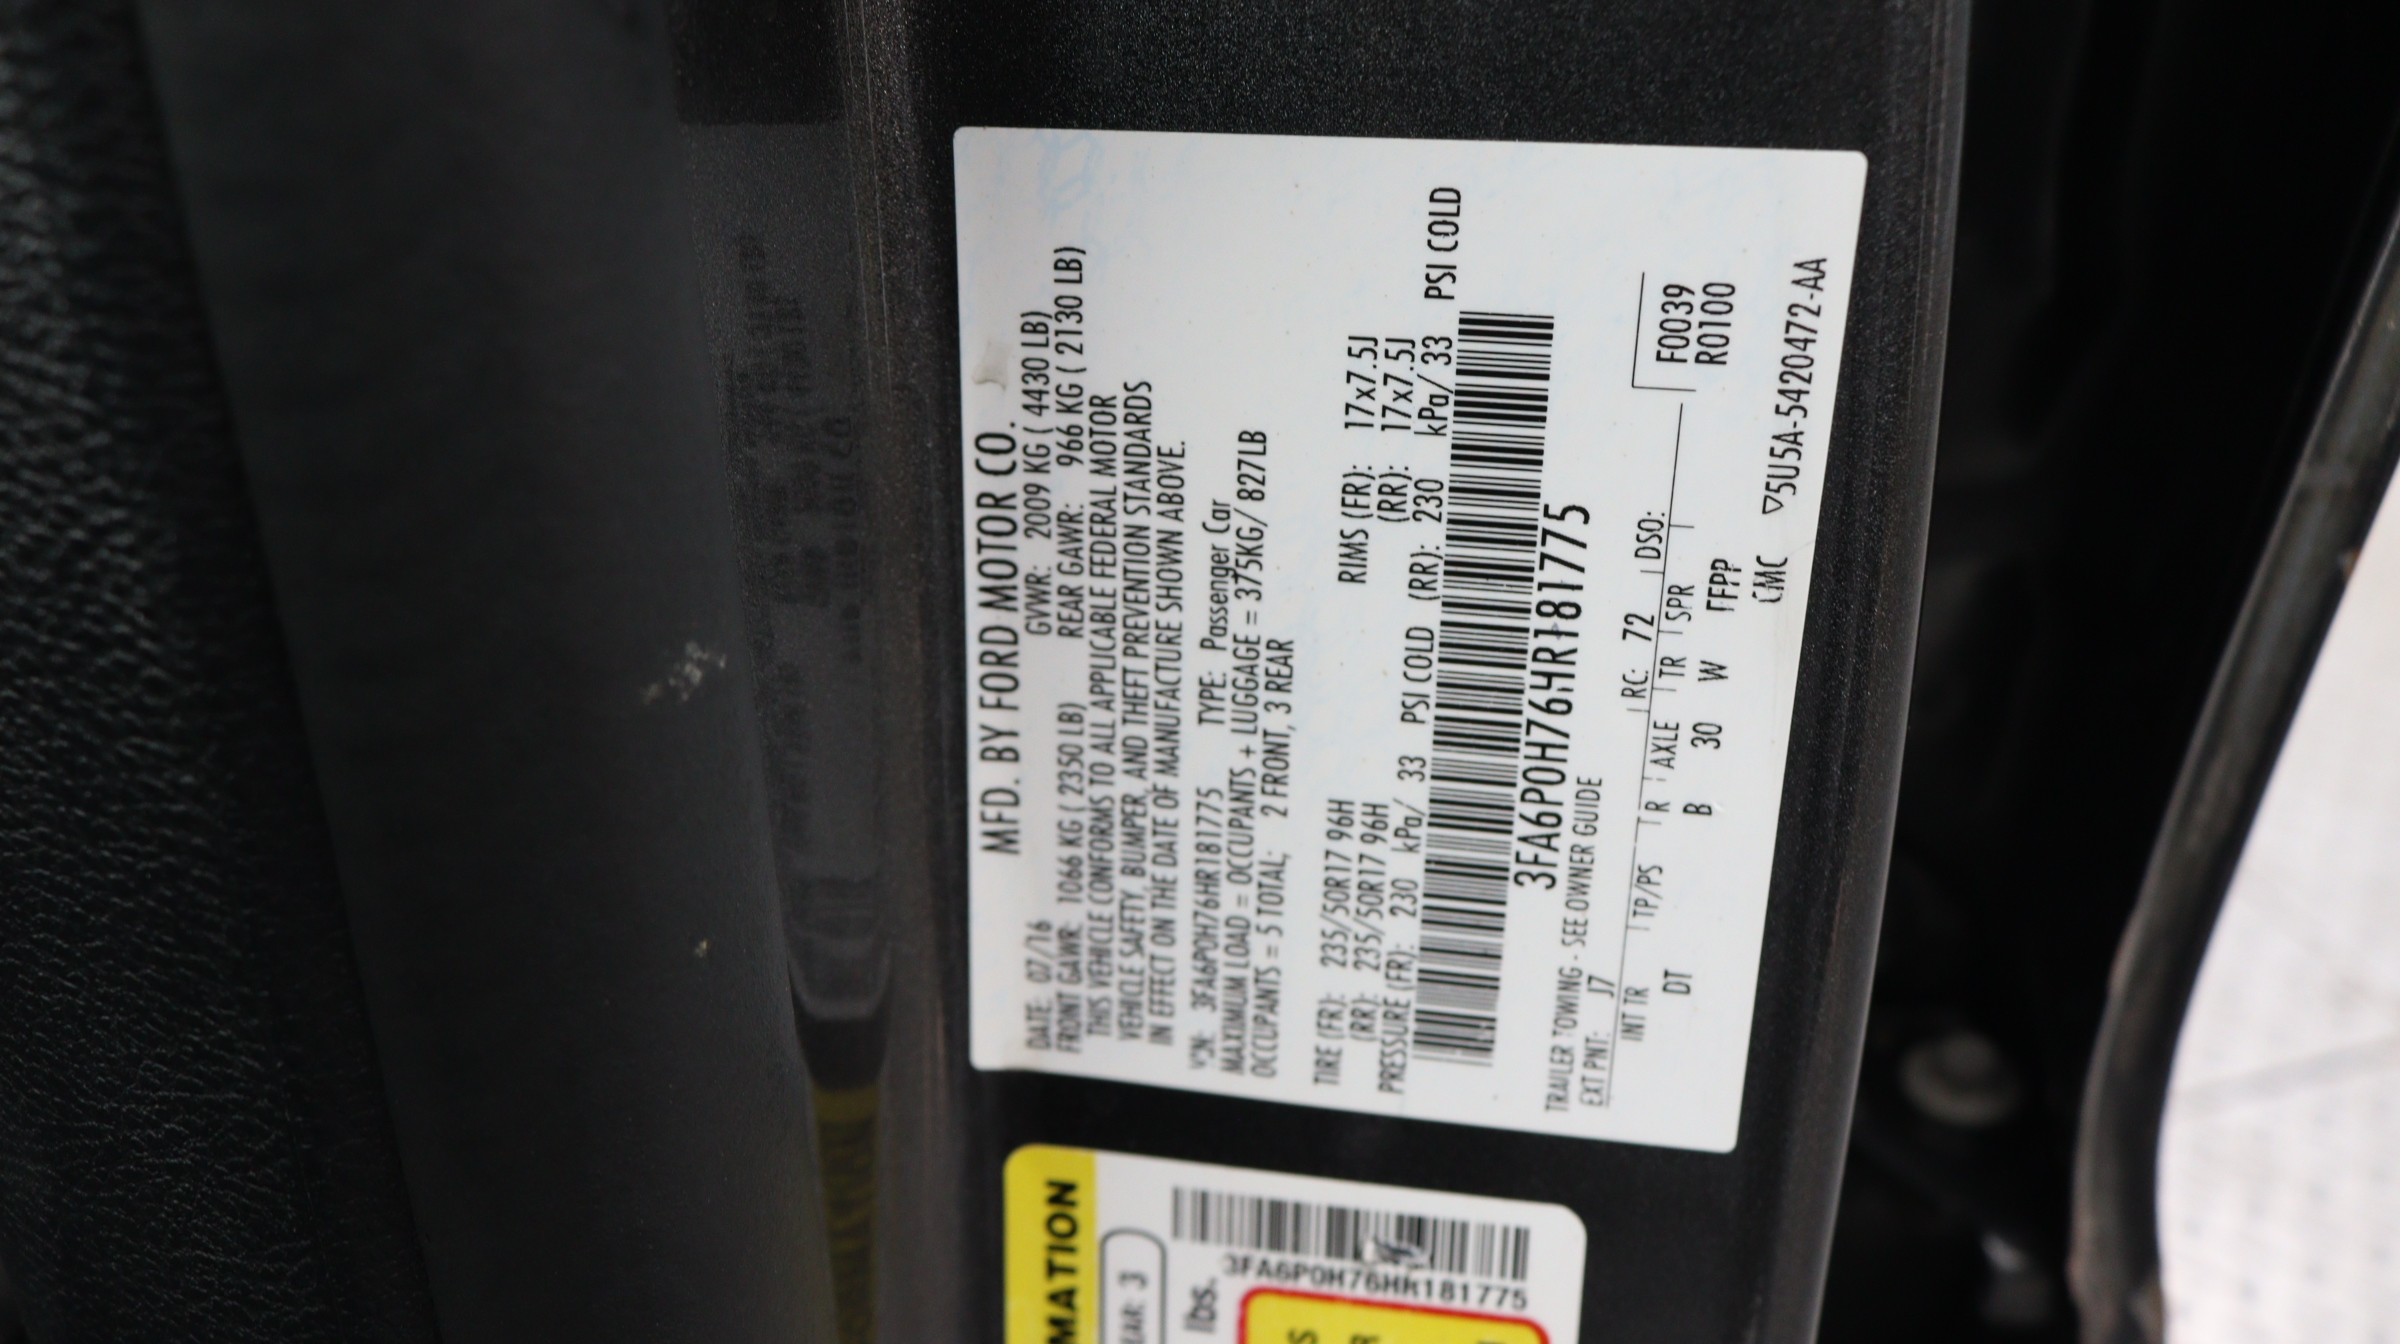 MFD. BY FORD MOTOR CO.
DATE: 07/16 GVWR: 2009 KG ( 4430 LB)
FRONT GAWR: 1066 KG ( 2350 LB) REAR GAWR: 966 KG ( 2130 LB)
THIS VEHICLE CONFORMS TO ALL APPLICABLE FEDERAL MOTOR
VEHICLE SAFETY, BUMPER, AND THEFT PREVENTION STANDARDS
IN EFFECT ON THE DATE OF MANUFACTURE SHOWN ABOVE.
VIN: 3FA6P0H76HR181775 TYPE: Passenger Car
MAXIMUM LOAD = OCCUPANTS + LUGGAGE = 375KG/ 827LB
OCCUPANTS = 5 TOTAL; 2 FRONT, 3 REAR
TIRE (FR): 235/50R17 96H RIMS (FR): 17x7.5J
(RR): 235/50R17 96H (RR): 17x7.5J
PRESSURE (FR): 230 kPa/ 33 PSI COLD (RR): 230 kPa/ 33 PSI COLD
3FA6P0H76HR181775
TRAILER TOWING - SEE OWNER GUIDE
EXT PNT: J7 RC: 72 DSO:
INT TR TP/PS R AXLE TR SPR
F0039
DT B 30 W FFPP
R0100
CMC ▽5U5A-5420472-AA
MATION
EAR: 3
lbs.
3FA6P0H76HR181775